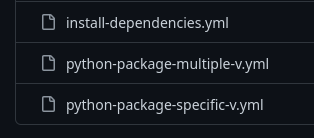 install-dependencies.yml
python-package-multiple-v.yml
python-package-specific-v.yml